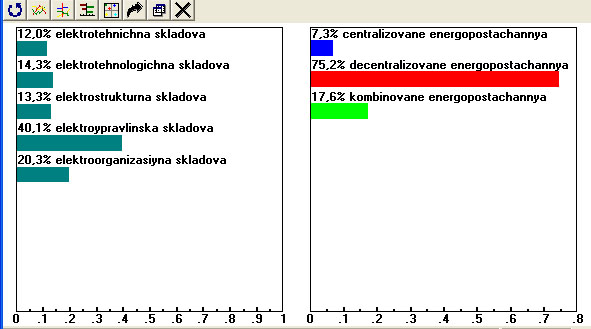 12,0% elektrotehnichna skladova
14,3% elektrotehnologichna skladova
13,3% elektrostrukturna skladova
40,1% elektroypravlinska skladova
20,3% elektroorganizasiyna skladova
0 .1 .2 .3 .4 .5 .6 .7 .8 .9 1
7,3% centralizovane energopostachannya
75,2% decentralizovane energopostachannya
17,6% kombinovane energopostachannya
0 .1 .2 .3 .4 .5 .6 .7 .8